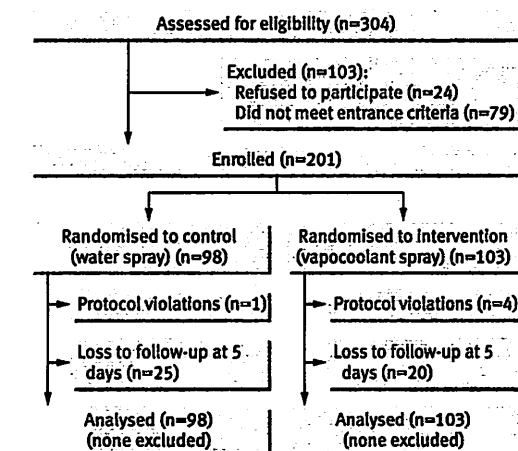 Assessed for eligibility (n=304)
Excluded (n=103):
Refused to participate (n=24)
Did not meet entrance criteria (n=79)
Enrolled (n=201)
Randomised to control
(water spray) (n=98)
Protocol violations (n=1)
Loss to follow-up at 5
days (n=25)
Analysed (n=98)
(none excluded)
Randomised to intervention
(vapocoolant spray) (n=103)
Protocol violations (n=4)
Loss to follow-up at 5
days (n=20)
Analysed (n=103)
(none excluded)